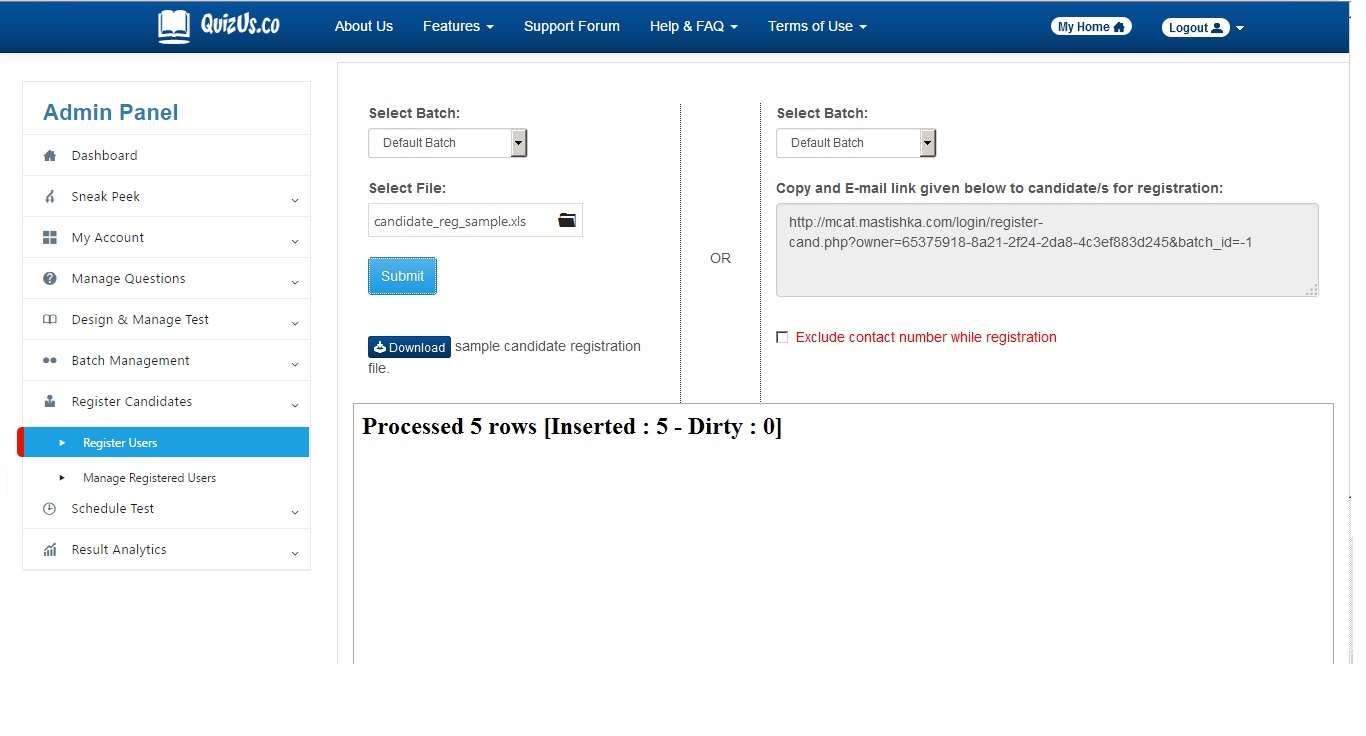 QuizUs.co
About Us
Features
Support Forum
Help & FAQ
Terms of Use
My Home
Logout
Admin Panel
Dashboard
Sneak Peek
My Account
Manage Questions
Design & Manage Test
Batch Management
Register Candidates
Register Users
Manage Registered Users
Schedule Test
Result Analytics
Select Batch:
Default Batch
Select File:
candidate_reg_sample.xls
Submit
Download sample candidate registration
file.
OR
Select Batch:
Default Batch
Copy and E-mail link given below to candidate/s for registration:
http://mcat.mastishka.com/login/register-
cand.php?owner=65375918-8a21-2f24-2da8-4c3ef883d245&batch_id=-1
Exclude contact number while registration
Processed 5 rows [Inserted : 5 - Dirty : 0]